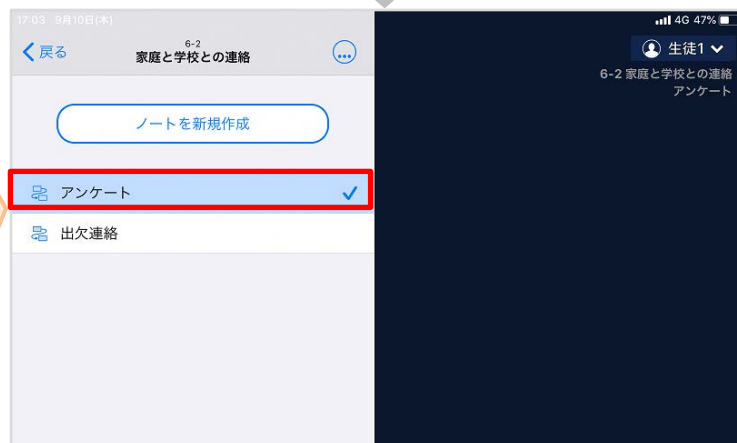 17:03 9月10日(木)
4G 47%
戻る
6-2
家庭と学校との連絡
生徒1
6-2 家庭と学校との連絡
アンケート
ノートを新規作成
アンケート
出欠連絡